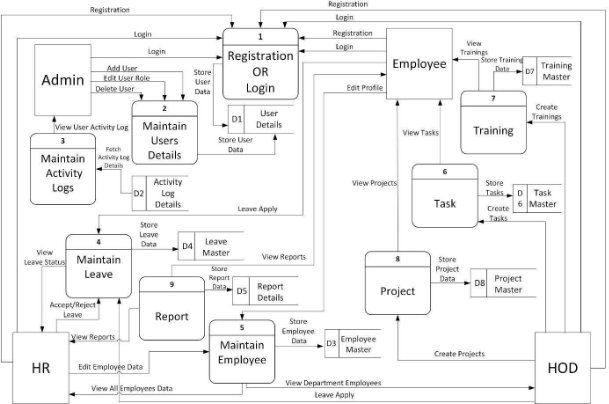 Registration
Registration
Login
Login
1
Registration
OR
Login
Registration
Login
Login
Admin
Add User
Edit User Role
Delete User
Store
User
Data
Employee
View
Trainings
Store Training
Data
D7
Training
Master
Edit Profile
2
Maintain
Users
Details
D1
User
Details
Store User
Data
7
Training
Create
Trainings
View User Activity Log
3
Maintain
Activity
Logs
Fetch
Activity Log
Details
D2
Activity
Log
Details
View Tasks
View Projects
6
Task
Store
Tasks
D
6
Task
Master
Create
Tasks
Leave Apply
View
Leave Status
4
Maintain
Leave
Store
Leave
Data
D4
Leave
Master
View Reports
Accept/Reject
Leave
9
Report
Store
Report
Data
D5
Report
Details
8
Project
Store
Project
Data
D8
Project
Master
View Reports
5
Maintain
Employee
Store
Employee
Data
D3
Employee
Master
Create Projects
HR
Edit Employee Data
View All Employees Data
View Department Employees
Leave Apply
HOD